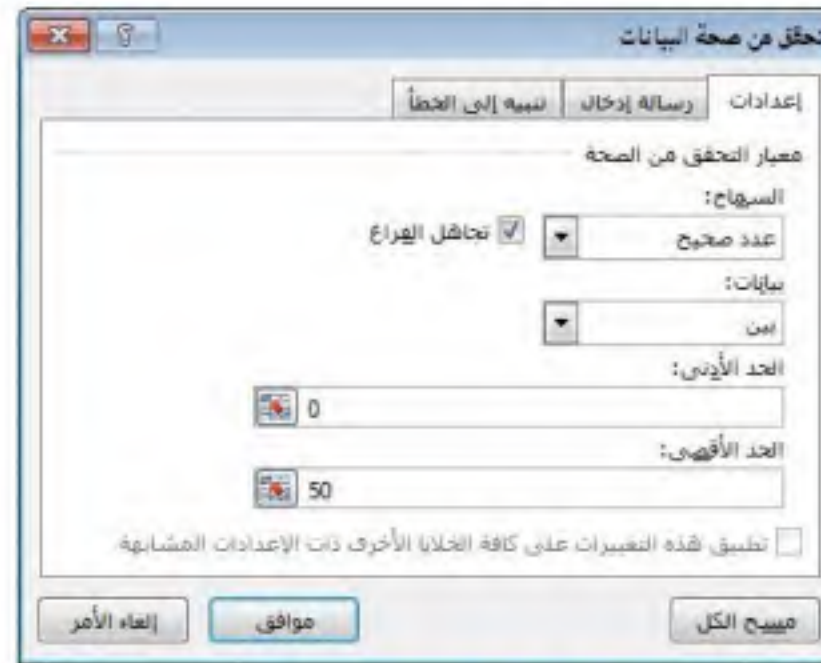 تحقق من صحة البيانات
إعدادات رسالة إدخال تنبيه إلى الخطأ
معيار التحقق من الصحة
السماح:
عدد صحيح تجاهل الفراغ
بيانات:
بين
الحد الأدنى:
0
الحد الأقصى:
50
تطبيق هذه التغييرات على كافة الخلايا الأخرى ذات الإعدادات المشابهة
مسح الكل موافق إلغاء الأمر